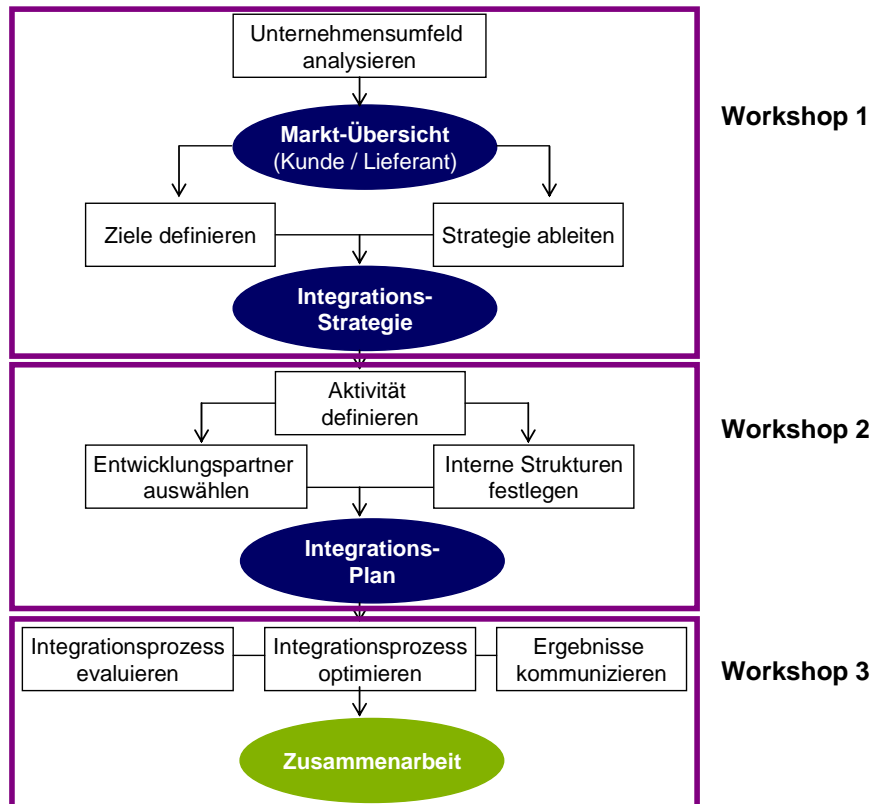 Unternehmensumfeld
analysieren
Workshop 1
Markt-Übersicht
(Kunde / Lieferant)
Ziele definieren
Strategie ableiten
Integrations-
Strategie
Aktivität
definieren
Workshop 2
Entwicklungspartner
auswählen
Interne Strukturen
festlegen
Integrations-
Plan
Integrationsprozess
evaluieren
Integrationsprozess
optimieren
Ergebnisse
kommunizieren
Workshop 3
Zusammenarbeit